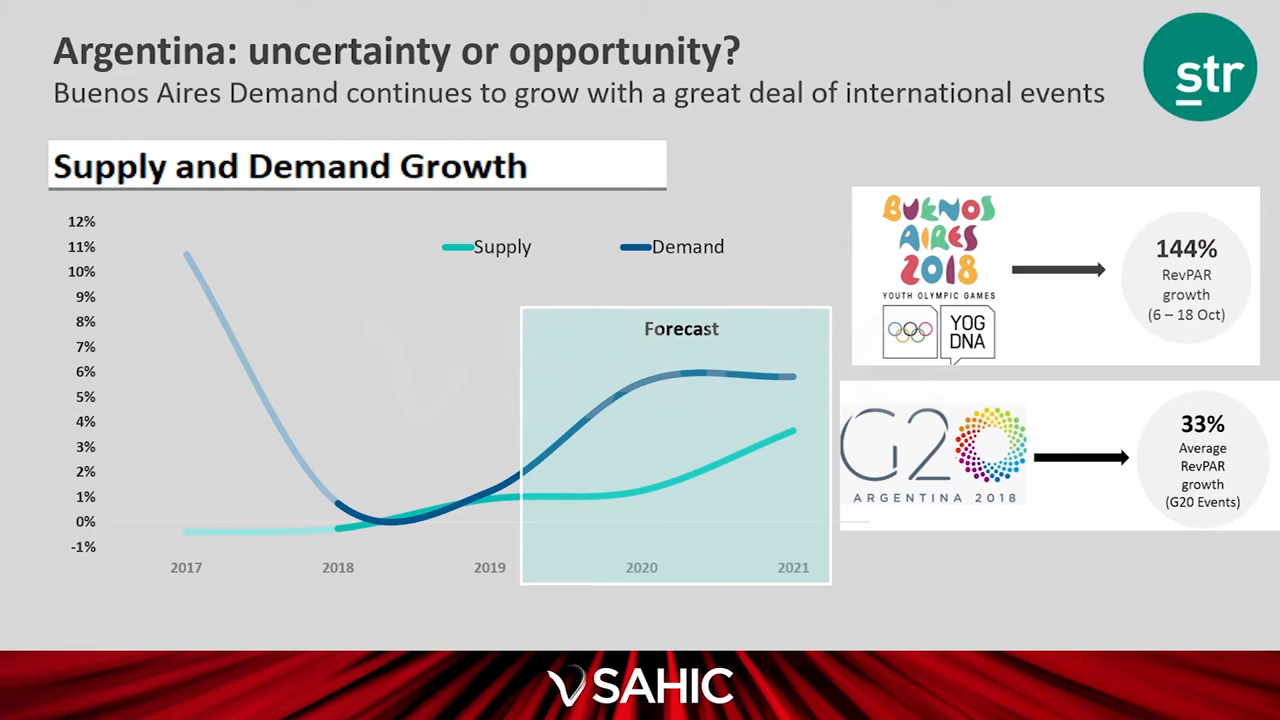 Argentina: uncertainty or opportunity?
Buenos Aires Demand continues to grow with a great deal of international events
str
Supply and Demand Growth
12%
11%
10%
9%
8%
7%
6%
5%
4%
3%
2%
1%
0%
-1%
Supply
Demand
Forecast
2017
2018
2019
2020
2021
BUENOS
AIRES
2018
YOUTH OLYMPIC GAMES
YOG
DNA
144%
RevPAR
growth
(6 – 18 Oct)
G20
ARGENTINA 2018
33%
Average
RevPAR
growth
(G20 Events)
SAHIC